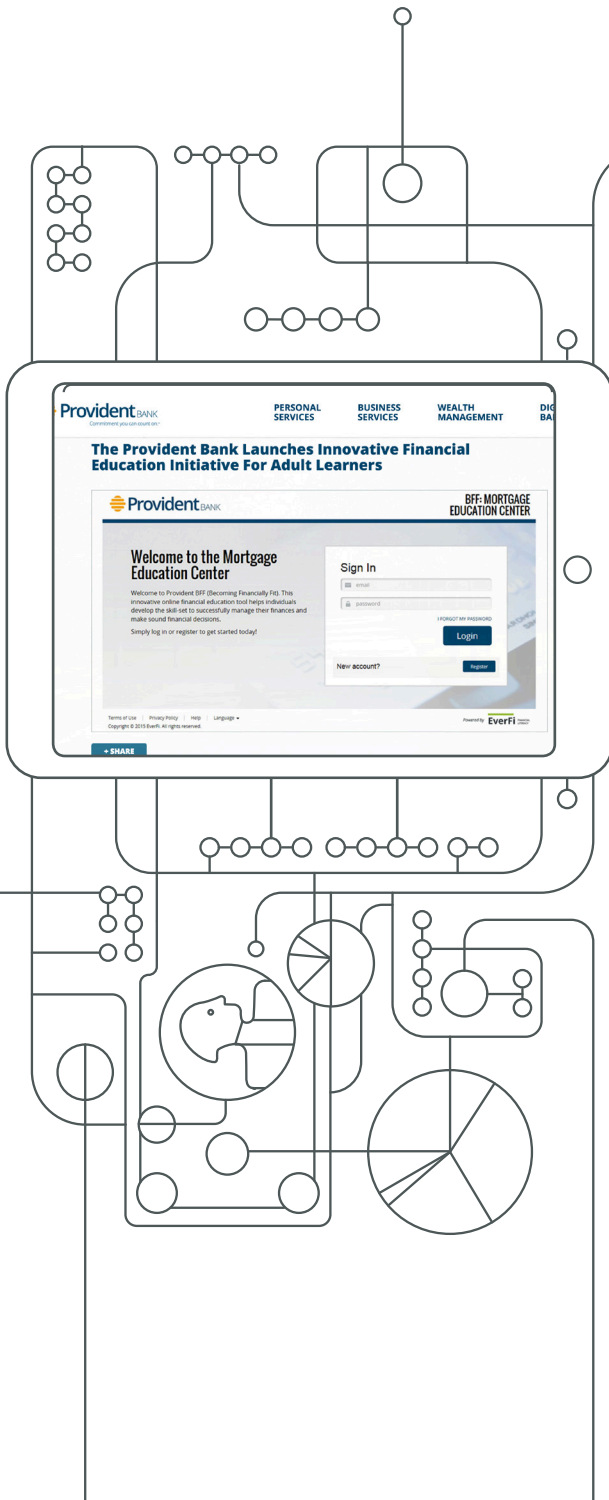 Provident BANK
Commitment you can count on.
PERSONAL SERVICES
BUSINESS SERVICES
WEALTH MANAGEMENT
The Provident Bank Launches Innovative Financial
Education Initiative For Adult Learners
Provident BANK
BFF: MORTGAGE
EDUCATION CENTER
Welcome to the Mortgage
Education Center
Welcome to Provident BFF (Becoming Financially Fit). This
innovative online financial education tool helps individuals
develop the skill-set to successfully manage their finances and
make sound financial decisions.
Simply log in or register to get started today!
Sign In
email
password
I FORGOT MY PASSWORD
Login
New account?
Register
Terms of Use | Privacy Policy | Help | Language
Copyright © 2015 EverFi. All rights reserved.
Powered by EverFi
+ SHARE